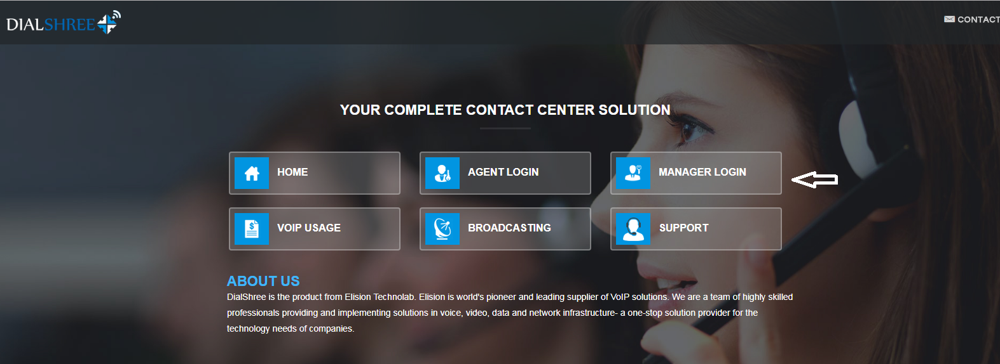 DIALSHREE
CONTACT
YOUR COMPLETE CONTACT CENTER SOLUTION
HOME
AGENT LOGIN
MANAGER LOGIN
VOIP USAGE
BROADCASTING
SUPPORT
ABOUT US
DialShree is the product from Elision Technolab. Elision is world's pioneer and leading supplier of VoIP solutions. We are a team of highly skilled
professionals providing and implementing solutions in voice, video, data and network infrastructure- a one-stop solution provider for the
technology needs of companies.